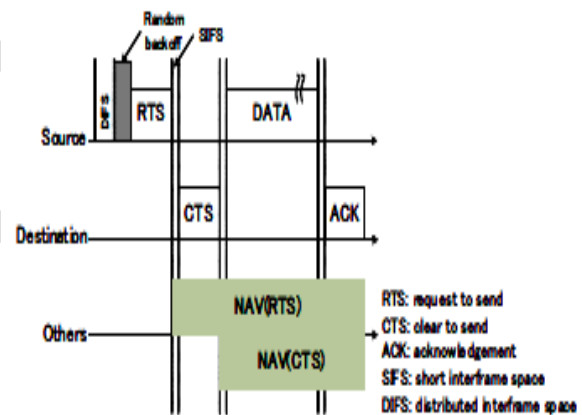 Random
backoff
SIFS
DIFS
RTS
DATA
Source
CTS
ACK
Destination
NAV(RTS)
Others
NAV(CTS)
RTS: request to send
CTS: clear to send
ACK: acknowledgement
SIFS: short interframe space
DIFS: distributed interframe space